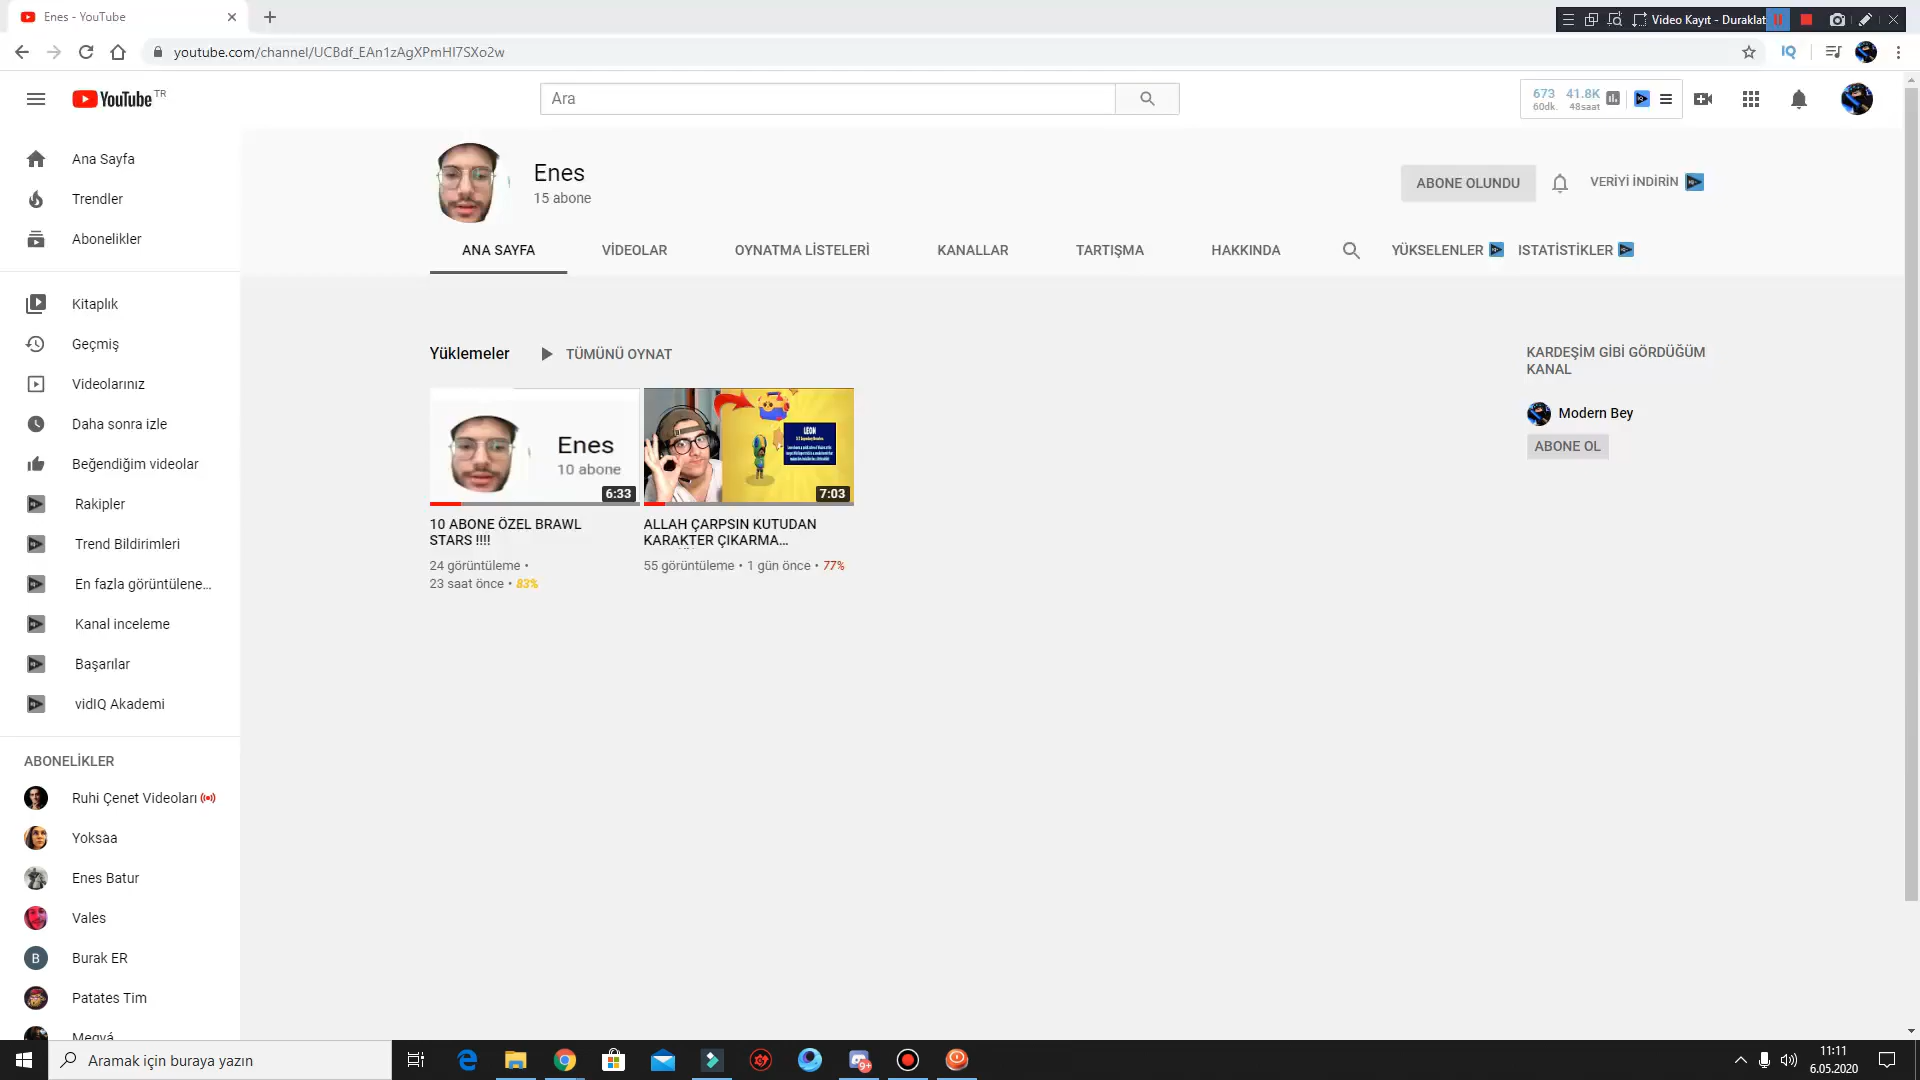 Enes - YouTube
Video Kayıt - Duraklat
youtube.com/channel/UCBdf_EAn1zAgXPmHI7SXo2w
IQ
YouTube TR
Ara
673 41.8K
60dk. 48saat
Ana Sayfa
Trendler
Abonelikler
Kitaplık
Geçmiş
Videolarınız
Daha sonra izle
Beğendiğim videolar
Rakipler
Trend Bildirimleri
En fazla görüntülene...
Kanal inceleme
Başarılar
vidIQ Akademi
ABONELİKLER
Ruhi Çenet Videoları
Yoksaa
Enes Batur
Vales
B
Burak ER
Patates Tim
Megyá
Enes
15 abone
ABONE OLUNDU
VERİYİ İNDİRİN
ANA SAYFA
VİDEOLAR
OYNATMA LİSTELERİ
KANALLAR
TARTIŞMA
HAKKINDA
YÜKSELENLER
ISTATİSTİKLER
Yüklemeler
TÜMÜNÜ OYNAT
Enes
10 abone
6:33
10 ABONE ÖZEL BRAWL
STARS !!!!
24 görüntüleme •
23 saat önce • 83%
LEON
7:03
ALLAH ÇARPSIN KUTUDAN
KARAKTER ÇIKARMA...
55 görüntüleme • 1 gün önce • 77%
KARDEŞİM GİBİ GÖRDÜĞÜM
KANAL
Modern Bey
ABONE OL
Aramak için buraya yazın
9+
11:11
6.05.2020